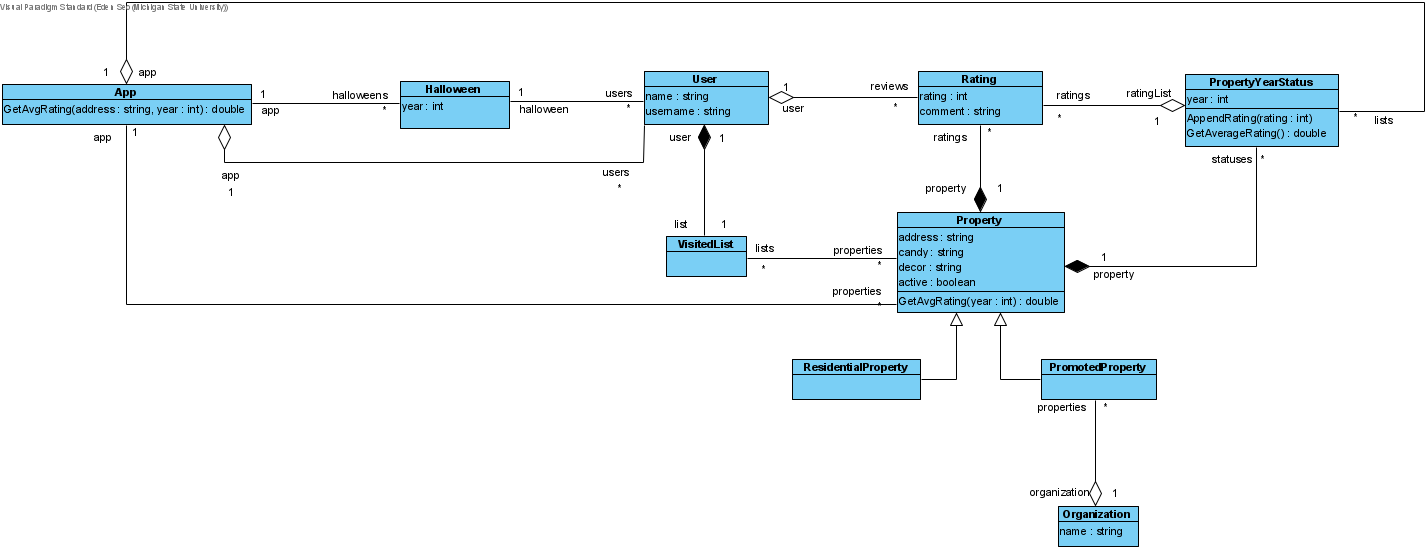 Visual Paradigm Standard (Eden Seo (Michigan State University))
1
app
App
GetAvgRating(address : string, year : int) : double
1
app
halloweens
*
Halloween
year : int
1
halloween
users
*
User
name : string
username : string
1
user
reviews
*
Rating
rating : int
comment : string
ratings
*
ratingList
1
PropertyYearStatus
year : int
AppendRating(rating : int)
GetAverageRating() : double
*
lists
app
1
app
1
users
*
user
1
ratings
*
statuses
*
property
1
list
1
VisitedList
lists
*
properties
*
Property
address : string
candy : string
decor : string
active : boolean
GetAvgRating(year : int) : double
1
property
properties
*
ResidentialProperty
PromotedProperty
properties
*
organization
1
Organization
name : string